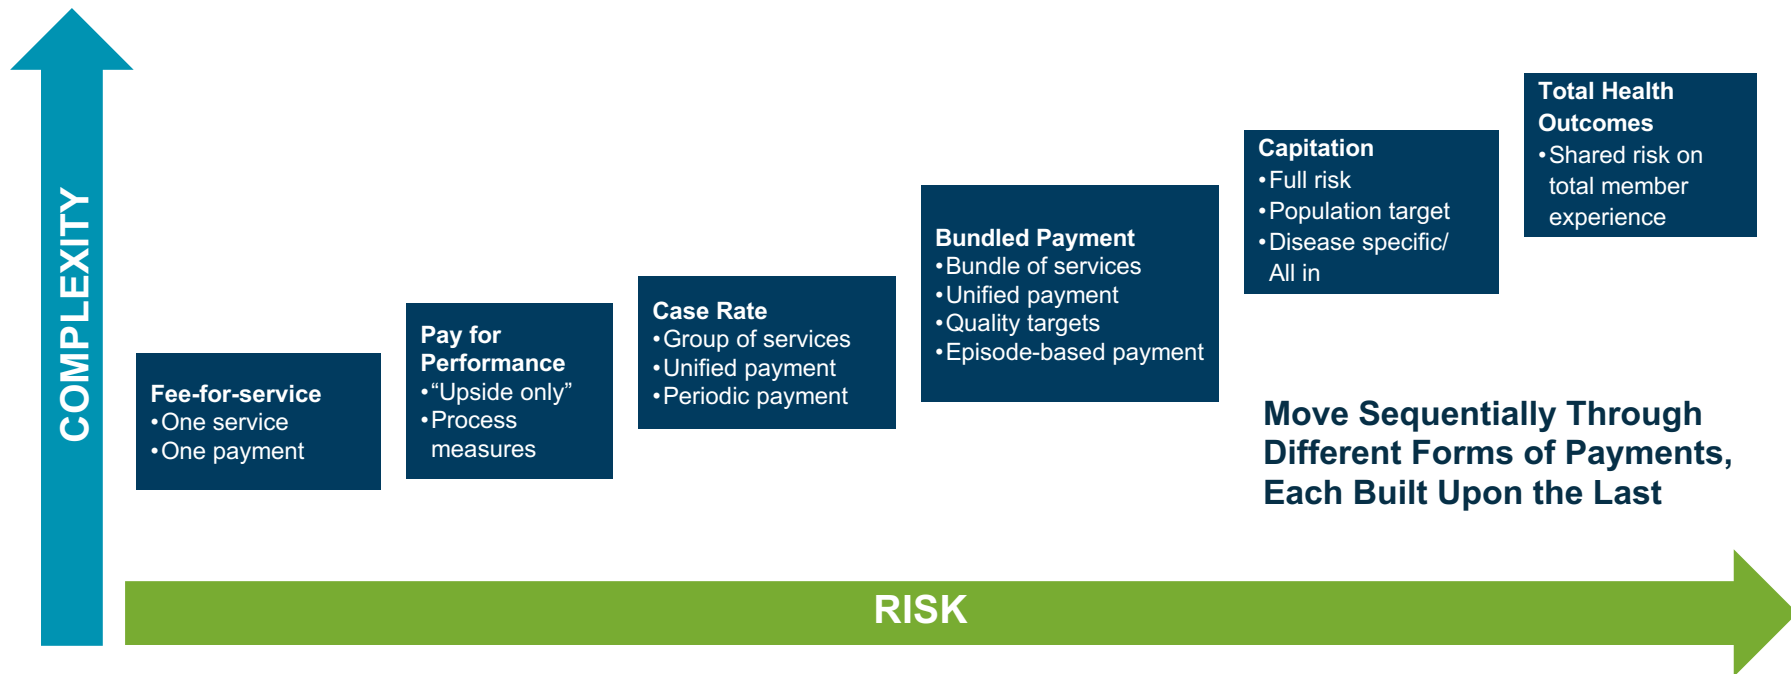 COMPLEXITY
Fee-for-service
•One service
•One payment
Pay for
Performance
•“Upside only”
•Process
measures
Case Rate
•Group of services
•Unified payment
•Periodic payment
Bundled Payment
•Bundle of services
•Unified payment
•Quality targets
•Episode-based payment
Capitation
•Full risk
•Population target
•Disease specific/
All in
Total Health
Outcomes
•Shared risk on
total member
experience
Move Sequentially Through
Different Forms of Payments,
Each Built Upon the Last
RISK